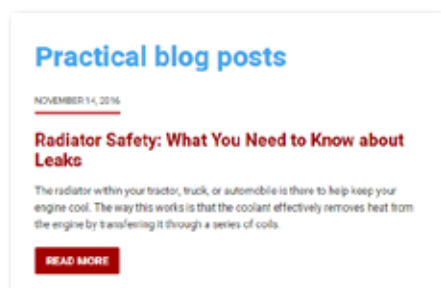 Practical blog posts
NOVEMBER 14, 2016
Radiator Safety: What You Need to Know about
Leaks
The radiator within your tractor, truck, or automobile is there to help keep your
engine cool. The way this works is that the coolant effectively removes heat from
the engine by transferring it through a series of coils.
READ MORE